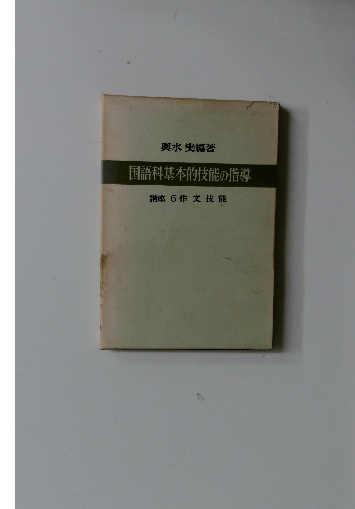 輿水 実編著
国語科基本的技能の指導
講座 6 作文技能